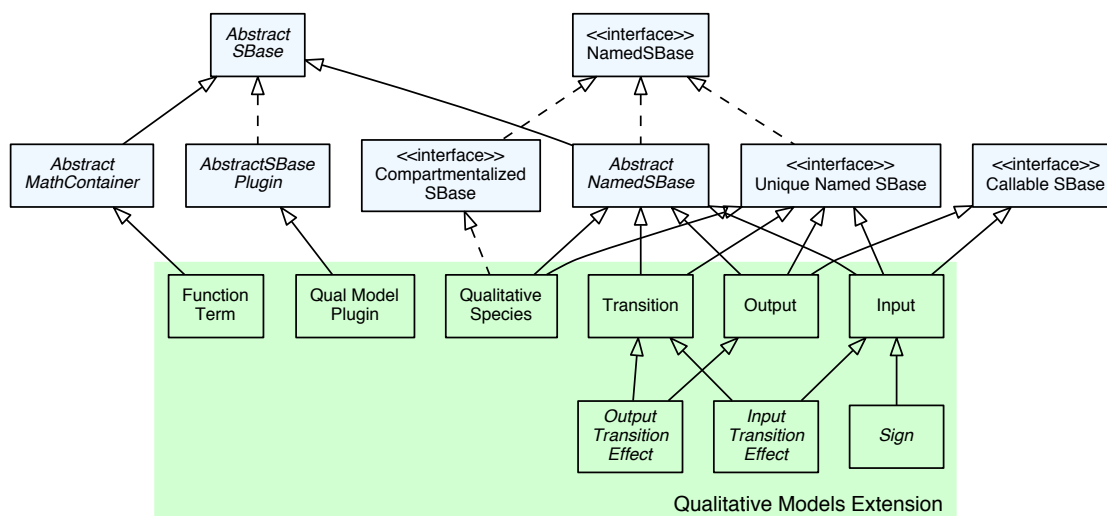 Abstract
SBase
<<interface>>
NamedSBase
Abstract
MathContainer
AbstractSBase
Plugin
<<interface>>
Compartmentalized
SBase
Abstract
NamedSBase
<<interface>>
Unique Named SBase
<<interface>>
Callable SBase
Function
Term
Qual Model
Plugin
Qualitative
Species
Transition
Output
Input
Output
Transition
Effect
Input
Transition
Effect
Sign
Qualitative Models Extension